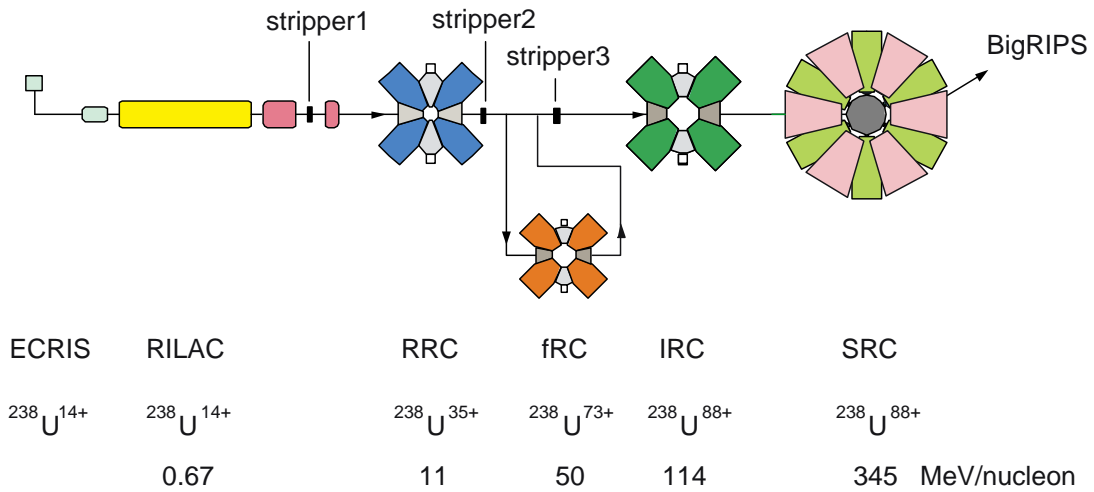 stripper1
stripper2
stripper3
BigRIPS
ECRIS RILAC RRC fRC IRC SRC
²³⁸U¹⁴⁺ ²³⁸U¹⁴⁺ ²³⁸U³⁵⁺ ²³⁸U⁷³⁺ ²³⁸U⁸⁸⁺ ²³⁸U⁸⁸⁺
0.67 11 50 114 345 MeV/nucleon